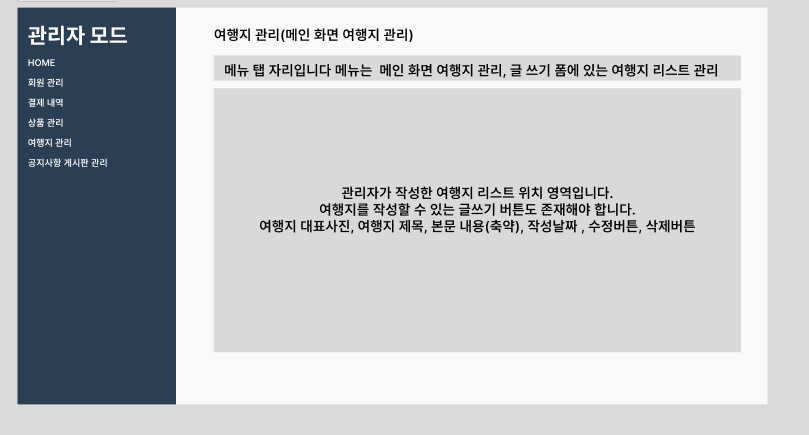 관리자 모드
HOME
회원 관리
결제 내역
상품 관리
여행지 관리
공지사항 게시판 관리
여행지 관리(메인 화면 여행지 관리)
메뉴 탭 자리입니다 메뉴는  메인 화면 여행지 관리, 글 쓰기 폼에 있는 여행지 리스트 관리
관리자가 작성한 여행지 리스트 위치 영역입니다.
여행지를 작성할 수 있는 글쓰기 버튼도 존재해야 합니다.
여행지 대표사진, 여행지 제목, 본문 내용(축약), 작성날짜 , 수정버튼, 삭제버튼